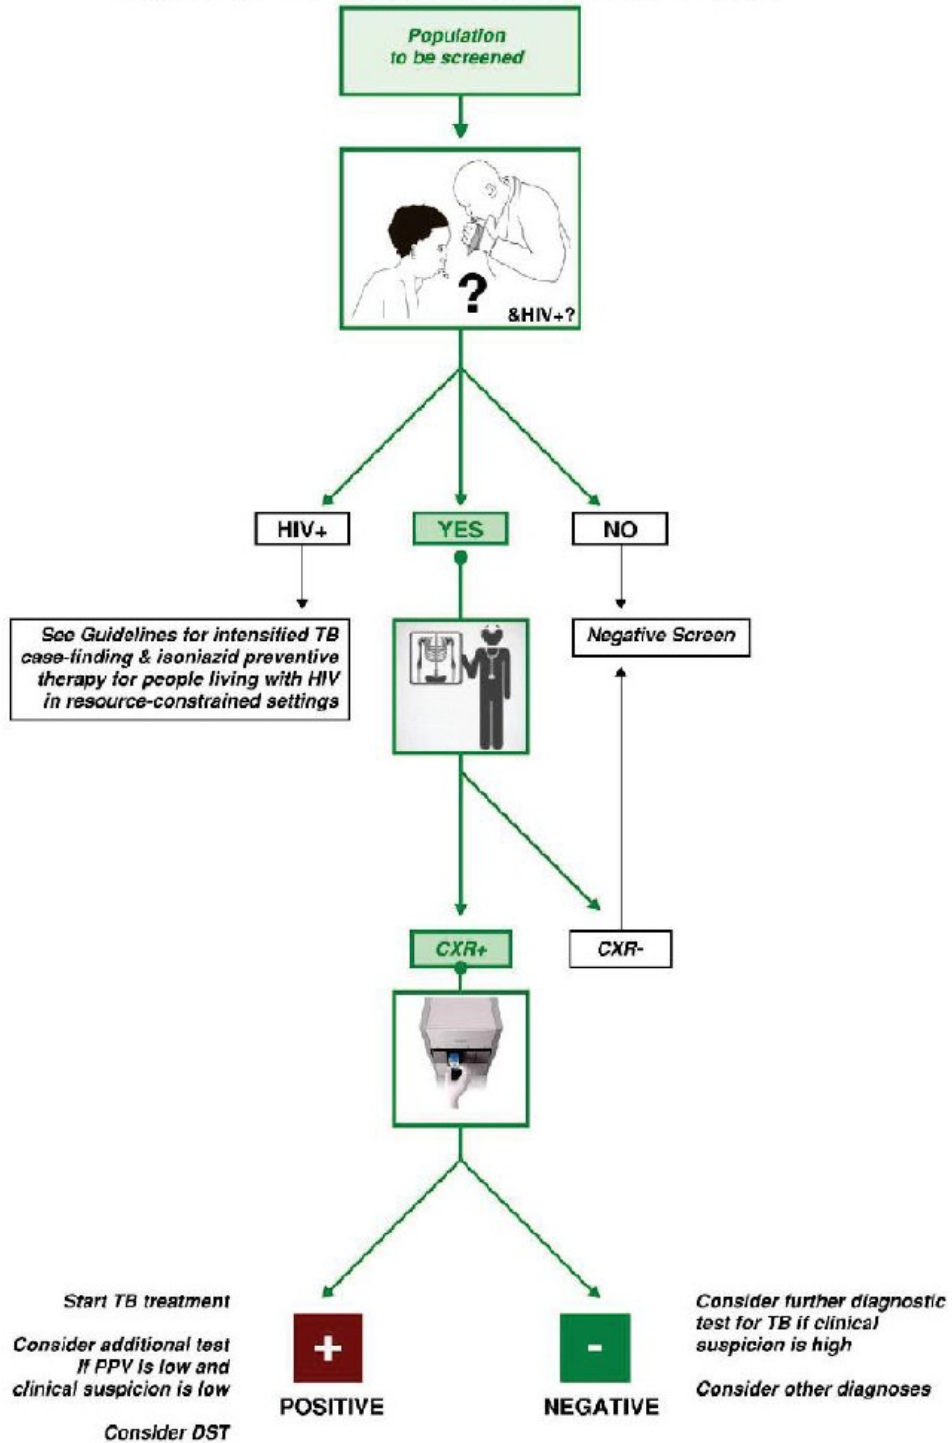 Population
to be screened
?
&HIV+?
HIV+
YES
NO
See Guidelines for intensified TB
case-finding & isoniazid preventive
therapy for people living with HIV
in resource-constrained settings
Negative Screen
CXR+
CXR-
Start TB treatment
Consider additional test
If PPV is low and
clinical suspicion is low
Consider DST
+
POSITIVE
-
NEGATIVE
Consider further diagnostic
test for TB if clinical
suspicion is high
Consider other diagnoses